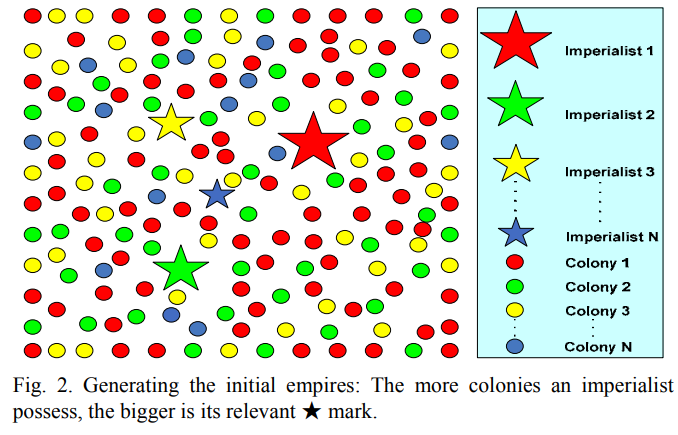 Imperialist 1
Imperialist 2
Imperialist 3
Imperialist N
Colony 1
Colony 2
Colony 3
Colony N
Fig. 2. Generating the initial empires: The more colonies an imperialist
possess, the bigger is its relevant ★ mark.